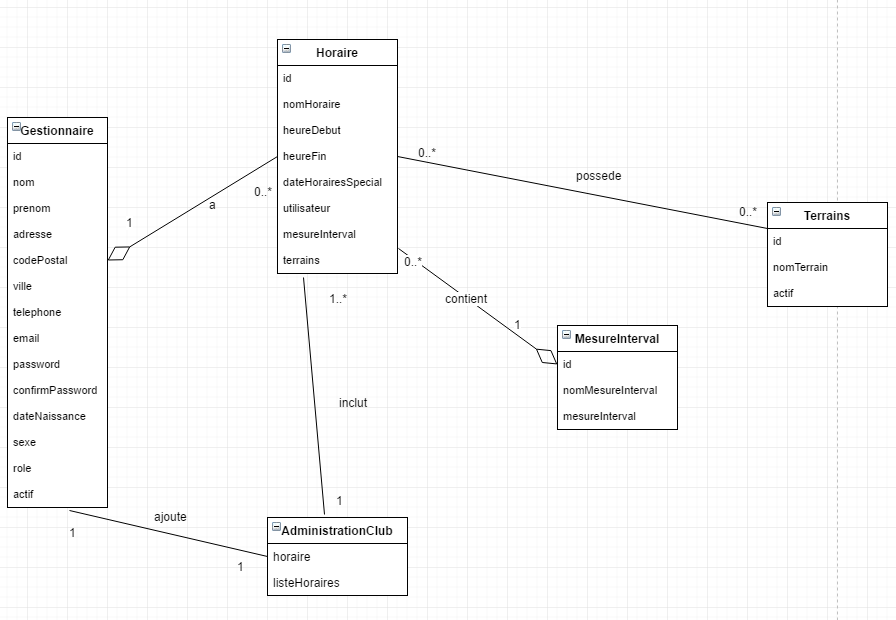 Horaire
id
nomHoraire
heureDebut
heureFin
dateHorairesSpecial
utilisateur
mesureInterval
terrains
Gestionnaire
id
nom
prenom
adresse
codePostal
ville
telephone
email
password
confirmPassword
dateNaissance
sexe
role
actif
1
a
0..*
0..*
possede
0..*
Terrains
id
nomTerrain
actif
0..*
contient
1
MesureInterval
id
nomMesureInterval
mesureInterval
1..*
inclut
1
ajoute
1
1
AdministrationClub
horaire
listeHoraires